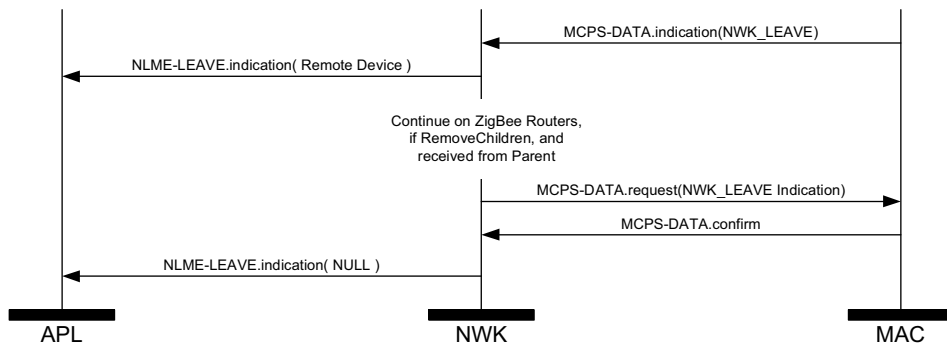 MCPS-DATA.indication(NWK_LEAVE)
NLME-LEAVE.indication( Remote Device )
Continue on ZigBee Routers,
if RemoveChildren, and
received from Parent
MCPS-DATA.request(NWK_LEAVE Indication)
MCPS-DATA.confirm
NLME-LEAVE.indication( NULL )
APL
NWK
MAC